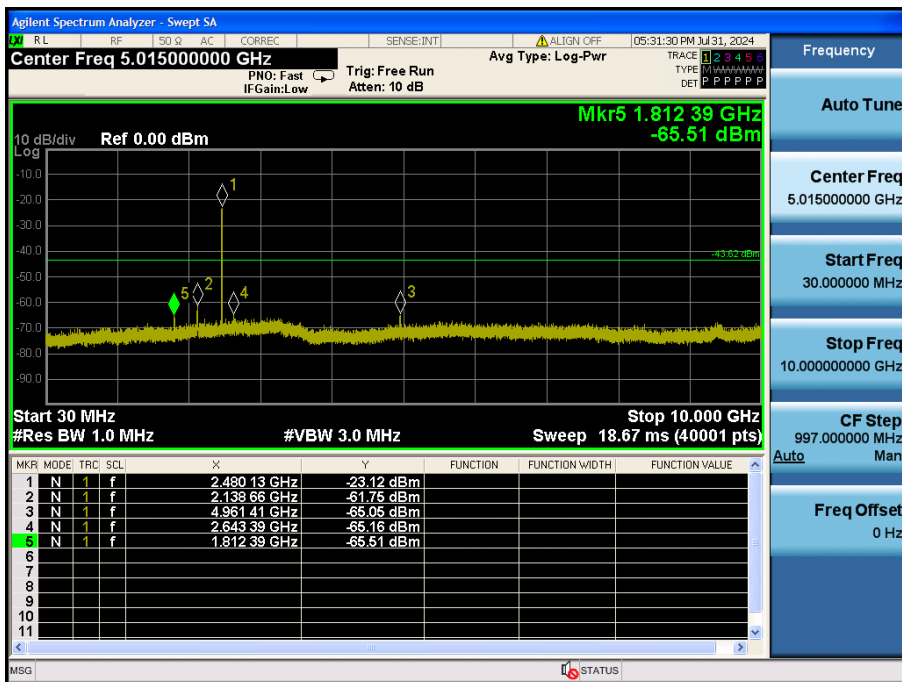 Agilent Spectrum Analyzer - Swept SA
LXI RL RF 50 Ω AC CORREC SENSE:INT ALIGN OFF 05:31:30 PM Jul 31, 2024
Center Freq 5.015000000 GHz
PNO: Fast
IFGain:Low
Trig: Free Run
Atten: 10 dB
Avg Type: Log-Pwr
TRACE 1 2 3 4 5 6
TYPE MWWWWW
DET P P P P P P
Mkr5 1.812 39 GHz
-65.51 dBm
10 dB/div Ref 0.00 dBm
Log
-10.0
-20.0
-30.0
-40.0
-50.0
-60.0
-70.0
-80.0
-90.0
1
-43.62 dBm
5 2 4 3
Start 30 MHz Stop 10.000 GHz
#Res BW 1.0 MHz #VBW 3.0 MHz Sweep 18.67 ms (40001 pts)
MKR MODE TRC SCL X Y FUNCTION FUNCTION WIDTH FUNCTION VALUE
1 N 1 f 2.480 13 GHz -23.12 dBm
2 N 1 f 2.138 66 GHz -61.75 dBm
3 N 1 f 4.961 41 GHz -65.05 dBm
4 N 1 f 2.643 39 GHz -65.16 dBm
5 N 1 f 1.812 39 GHz -65.51 dBm
6
7
8
9
10
11
MSG STATUS
Frequency
Auto Tune
Center Freq
5.015000000 GHz
Start Freq
30.000000 MHz
Stop Freq
10.000000000 GHz
CF Step
997.000000 MHz
Auto Man
Freq Offset
0 Hz